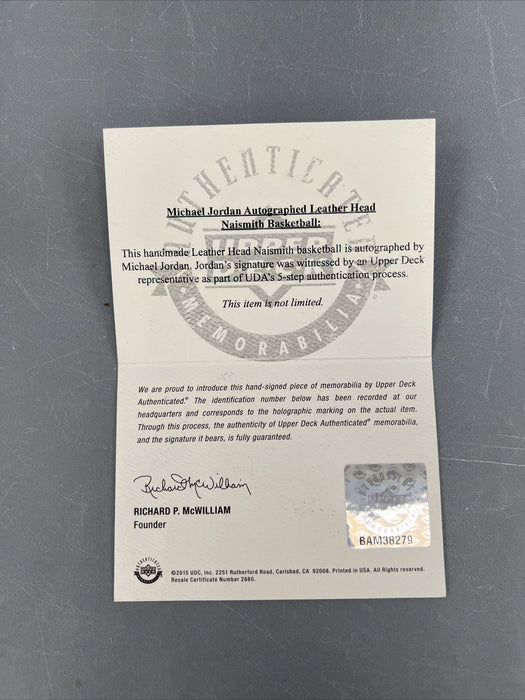 AUTHENTICATED
Michael Jordan Autographed Leather Head
Naismith Basketball:
UPPER
DECK
This handmade Leather Head Naismith basketball is autographed by
Michael Jordan. Jordan's signature was witnessed by an Upper Deck
representative as part of UDA's 5-step authentication process.
This item is not limited.
MEMORABILIA
We are proud to introduce this hand-signed piece of memorabilia by Upper Deck
Authenticated.® The identification number below has been recorded at our
headquarters and corresponds to the holographic marking on the actual item.
Through this process, the authenticity of Upper Deck Authenticated® memorabilia,
and the signature it bears, is fully guaranteed.
Richard McWilliam
RICHARD P. McWILLIAM
Founder
BAM38279
©2015 UDC, Inc. 2251 Rutherford Road, Carlsbad, CA 92008. Printed in USA. All Rights reserved.
Resale Certificate Number 2880.